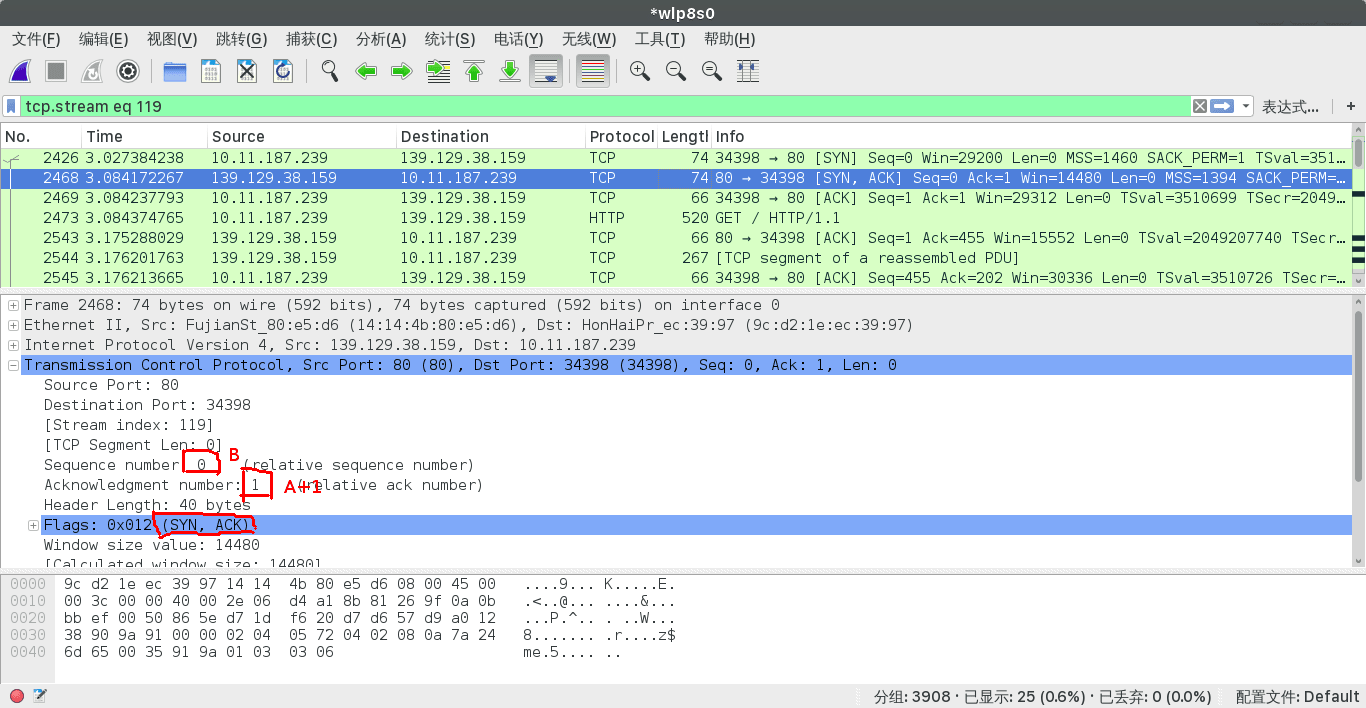 *wlp8s0
文件(F) 编辑(E) 视图(V) 跳转(G) 捕获(C) 分析(A) 统计(S) 电话(Y) 无线(W) 工具(T) 帮助(H)
tcp.stream eq 119 表达式… +
No. Time Source Destination Protocol Lengtl Info
2426 3.027384238 10.11.187.239 139.129.38.159 TCP 74 34398 → 80 [SYN] Seq=0 Win=29200 Len=0 MSS=1460 SACK_PERM=1 TSval=351…
2468 3.084172267 139.129.38.159 10.11.187.239 TCP 74 80 → 34398 [SYN, ACK] Seq=0 Ack=1 Win=14480 Len=0 MSS=1394 SACK_PERM=…
2469 3.084237793 10.11.187.239 139.129.38.159 TCP 66 34398 → 80 [ACK] Seq=1 Ack=1 Win=29312 Len=0 TSval=3510699 TSecr=2049…
2473 3.084374765 10.11.187.239 139.129.38.159 HTTP 520 GET / HTTP/1.1
2543 3.175288029 139.129.38.159 10.11.187.239 TCP 66 80 → 34398 [ACK] Seq=1 Ack=455 Win=15552 Len=0 TSval=2049207740 TSecr…
2544 3.176201763 139.129.38.159 10.11.187.239 TCP 267 [TCP segment of a reassembled PDU]
2545 3.176213665 10.11.187.239 139.129.38.159 TCP 66 34398 → 80 [ACK] Seq=455 Ack=202 Win=30336 Len=0 TSval=3510726 TSecr=…
Frame 2468: 74 bytes on wire (592 bits), 74 bytes captured (592 bits) on interface 0
Ethernet II, Src: FujianSt_80:e5:d6 (14:14:4b:80:e5:d6), Dst: HonHaiPr_ec:39:97 (9c:d2:1e:ec:39:97)
Internet Protocol Version 4, Src: 139.129.38.159, Dst: 10.11.187.239
Transmission Control Protocol, Src Port: 80 (80), Dst Port: 34398 (34398), Seq: 0, Ack: 1, Len: 0
Source Port: 80
Destination Port: 34398
[Stream index: 119]
[TCP Segment Len: 0]
Sequence number 0 B (relative sequence number)
Acknowledgment number: 1 A+1 (relative ack number)
Header Length: 40 bytes
Flags: 0x012 (SYN, ACK)
Window size value: 14480
[Calculated window size: 14480]
0000 9c d2 1e ec 39 97 14 14 4b 80 e5 d6 08 00 45 00 ....9... K.....E.
0010 00 3c 00 00 40 00 2e 06 d4 a1 8b 81 26 9f 0a 0b .<..@... ....&...
0020 bb ef 00 50 86 5e d7 1d f6 20 d7 d6 57 d9 a0 12 ...P.^.. . ..W...
0030 38 90 9a 91 00 00 02 04 05 72 04 02 08 0a 7a 24 8....... .r....z$
0040 6d 65 00 35 91 9a 01 03 03 06 me.5.... ..
分组: 3908 · 已显示: 25 (0.6%) · 已丢弃: 0 (0.0%) 配置文件: Default